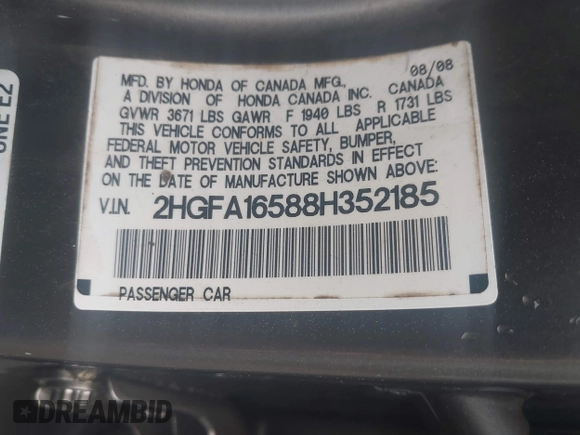 MFD. BY HONDA OF CANADA MFG., 08/08
A DIVISION OF HONDA CANADA INC. CANADA
GVWR 3671 LBS GAWR F 1940 LBS R 1731 LBS
THIS VEHICLE CONFORMS TO ALL APPLICABLE
FEDERAL MOTOR VEHICLE SAFETY, BUMPER,
AND THEFT PREVENTION STANDARDS IN EFFECT
ON THE DATE OF MANUFACTURE SHOWN ABOVE:
V.I.N. 2HGFA16588H352185
PASSENGER CAR
DREAMBID